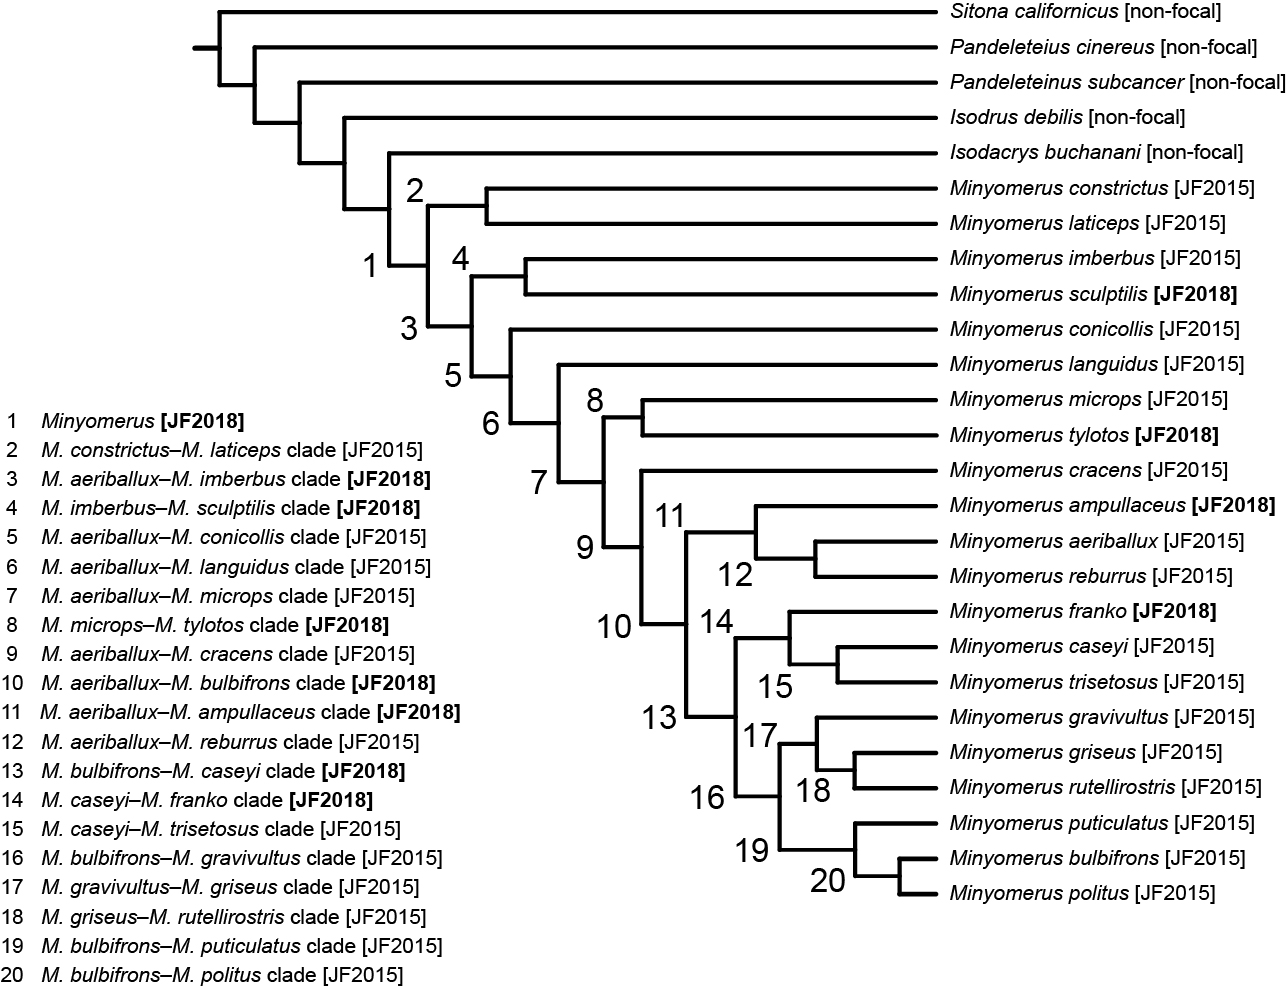 Sitona californicus [non-focal]
Pandeleteius cinereus [non-focal]
Pandeleteinus subcancer [non-focal]
Isodrus debilis [non-focal]
Isodacrys buchanani [non-focal]
Minyomerus constrictus [JF2015]
Minyomerus laticeps [JF2015]
Minyomerus imberbus [JF2015]
Minyomerus sculptilis [JF2018]
Minyomerus conicollis [JF2015]
Minyomerus languidus [JF2015]
Minyomerus microps [JF2015]
Minyomerus tylotos [JF2018]
Minyomerus cracens [JF2015]
Minyomerus ampullaceus [JF2018]
Minyomerus aeriballux [JF2015]
Minyomerus reburrus [JF2015]
Minyomerus franko [JF2018]
Minyomerus caseyi [JF2015]
Minyomerus trisetosus [JF2015]
Minyomerus gravivultus [JF2015]
Minyomerus griseus [JF2015]
Minyomerus rutellirostris [JF2015]
Minyomerus puticulatus [JF2015]
Minyomerus bulbifrons [JF2015]
Minyomerus politus [JF2015]
2
1
4
3
5
8
6
7
11
9
12
14
10
15
13
17
18
16
19
20
1 Minyomerus [JF2018]
2 M. constrictus–M. laticeps clade [JF2015]
3 M. aeriballux–M. imberbus clade [JF2018]
4 M. imberbus–M. sculptilis clade [JF2018]
5 M. aeriballux–M. conicollis clade [JF2015]
6 M. aeriballux–M. languidus clade [JF2015]
7 M. aeriballux–M. microps clade [JF2015]
8 M. microps–M. tylotos clade [JF2018]
9 M. aeriballux–M. cracens clade [JF2015]
10 M. aeriballux–M. bulbifrons clade [JF2018]
11 M. aeriballux–M. ampullaceus clade [JF2018]
12 M. aeriballux–M. reburrus clade [JF2015]
13 M. bulbifrons–M. caseyi clade [JF2018]
14 M. caseyi–M. franko clade [JF2018]
15 M. caseyi–M. trisetosus clade [JF2015]
16 M. bulbifrons–M. gravivultus clade [JF2015]
17 M. gravivultus–M. griseus clade [JF2015]
18 M. griseus–M. rutellirostris clade [JF2015]
19 M. bulbifrons–M. puticulatus clade [JF2015]
20 M. bulbifrons–M. politus clade [JF2015]